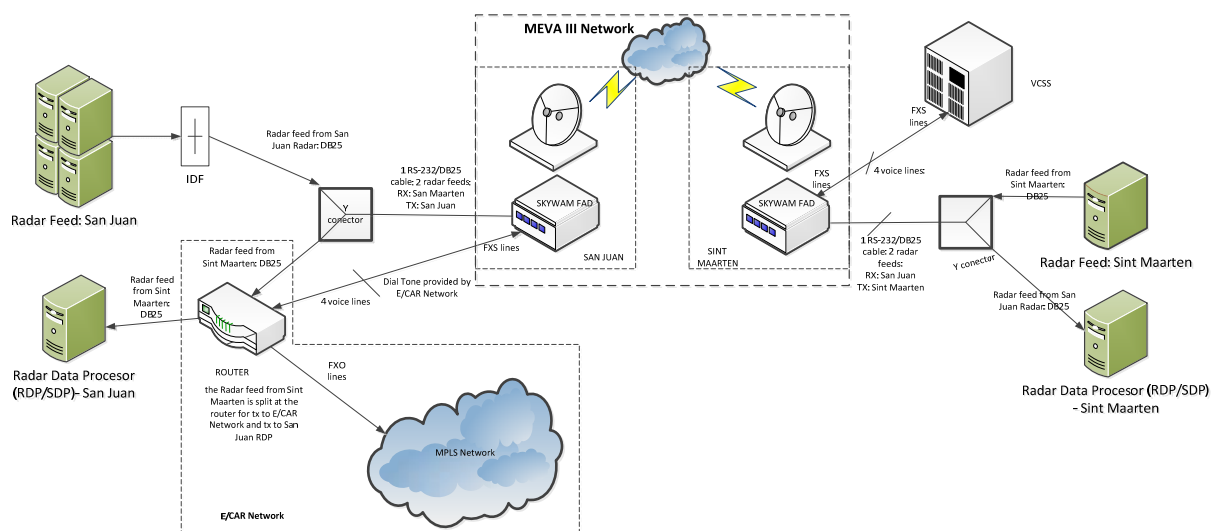 MEVA III Network
VCSS
FXS
lines
FXS
lines
4 voice lines:
Radar feed from San
Juan Radar: DB25
IDF
Radar Feed: San Juan
Y
conector
1 RS-232/DB25
cable: 2 radar feeds:
RX: San Maarten
TX: San Juan
SKYWAM FAD
FXS lines
SAN JUAN
SKYWAM FAD
SINT
MAARTEN
1 RS-232/DB25
cable: 2 radar
feeds:
RX: San Juan
TX: Sint Maarten
Radar feed from
Sint Maarten:
DB25
Y conector
Radar Feed: Sint Maarten
Radar feed from San
Juan Radar: DB25
Radar Data Procesor (RDP/SDP)
- Sint Maarten
Radar feed from
Sint Maarten: DB25
Dial Tone provided by
E/CAR Network
4 voice lines
Radar feed
from Sint
Maarten:
DB25
Radar Data Procesor
(RDP/SDP)- San Juan
ROUTER
the Radar feed from Sint
Maarten is split at the
router for tx to E/CAR
Network and tx to San
Juan RDP
FXO
lines
MPLS Network
E/CAR Network